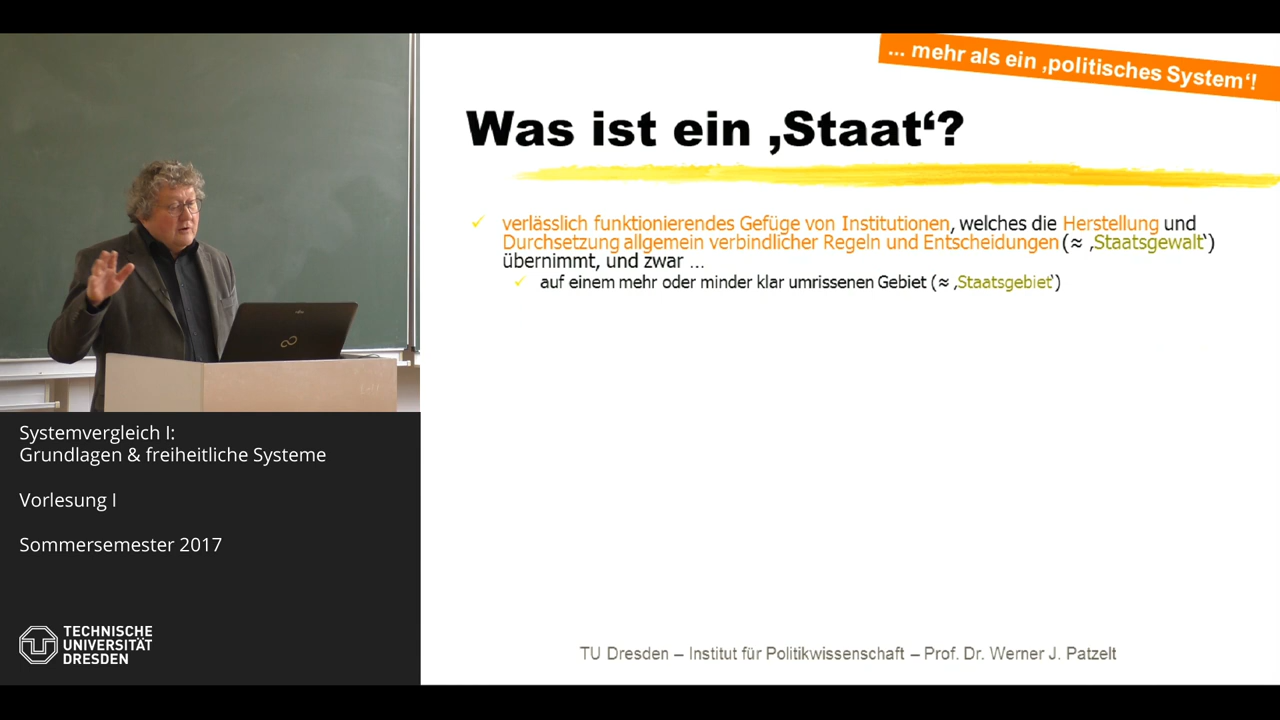 ... mehr als ein ‚politisches System‘!
Was ist ein ‚Staat‘?
verlässlich funktionierendes Gefüge von Institutionen, welches die Herstellung und
Durchsetzung allgemein verbindlicher Regeln und Entscheidungen (≈ ‚Staatsgewalt‘)
übernimmt, und zwar ...
auf einem mehr oder minder klar umrissenen Gebiet (≈ ‚Staatsgebiet‘)
Systemvergleich I:
Grundlagen & freiheitliche Systeme
Vorlesung I
Sommersemester 2017
TECHNISCHE
UNIVERSITÄT
DRESDEN
TU Dresden – Institut für Politikwissenschaft – Prof. Dr. Werner J. Patzelt